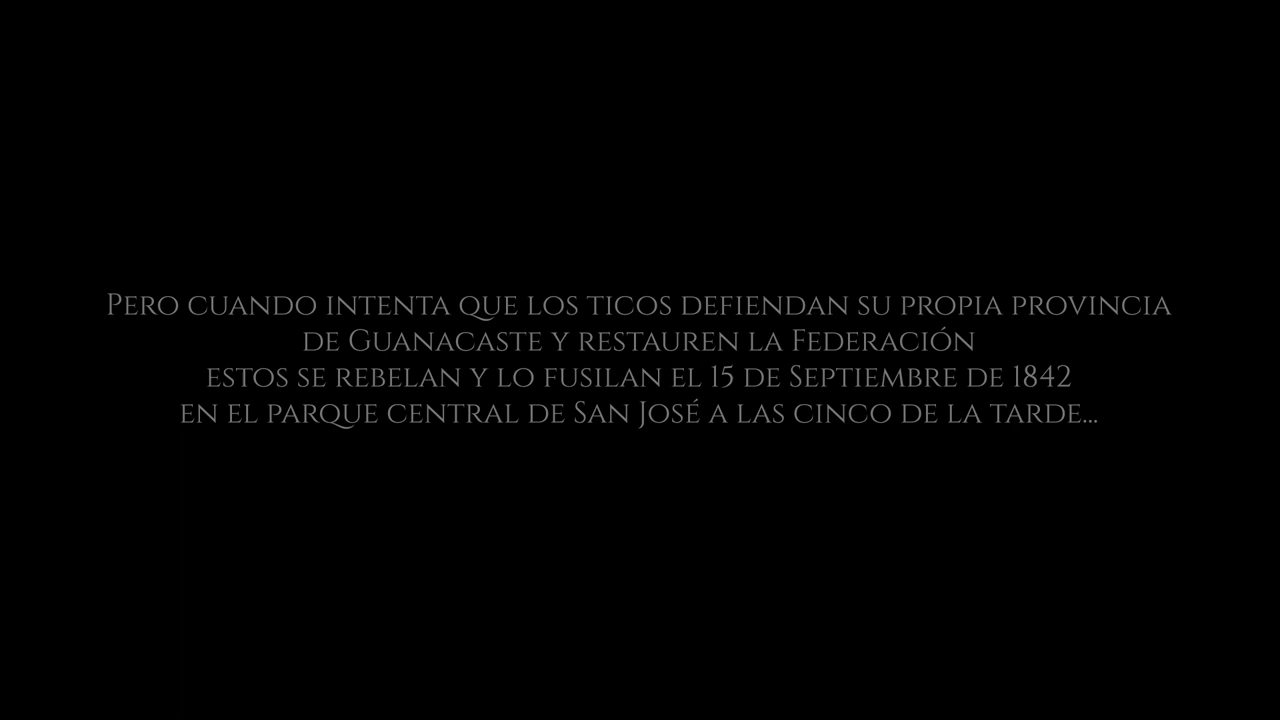 Pero cuando intenta que los ticos defiendan su propia provincia
de Guanacaste y restauren la Federación
estos se rebelan y lo fusilan el 15 de Septiembre de 1842
en el parque central de San José a las cinco de la tarde...